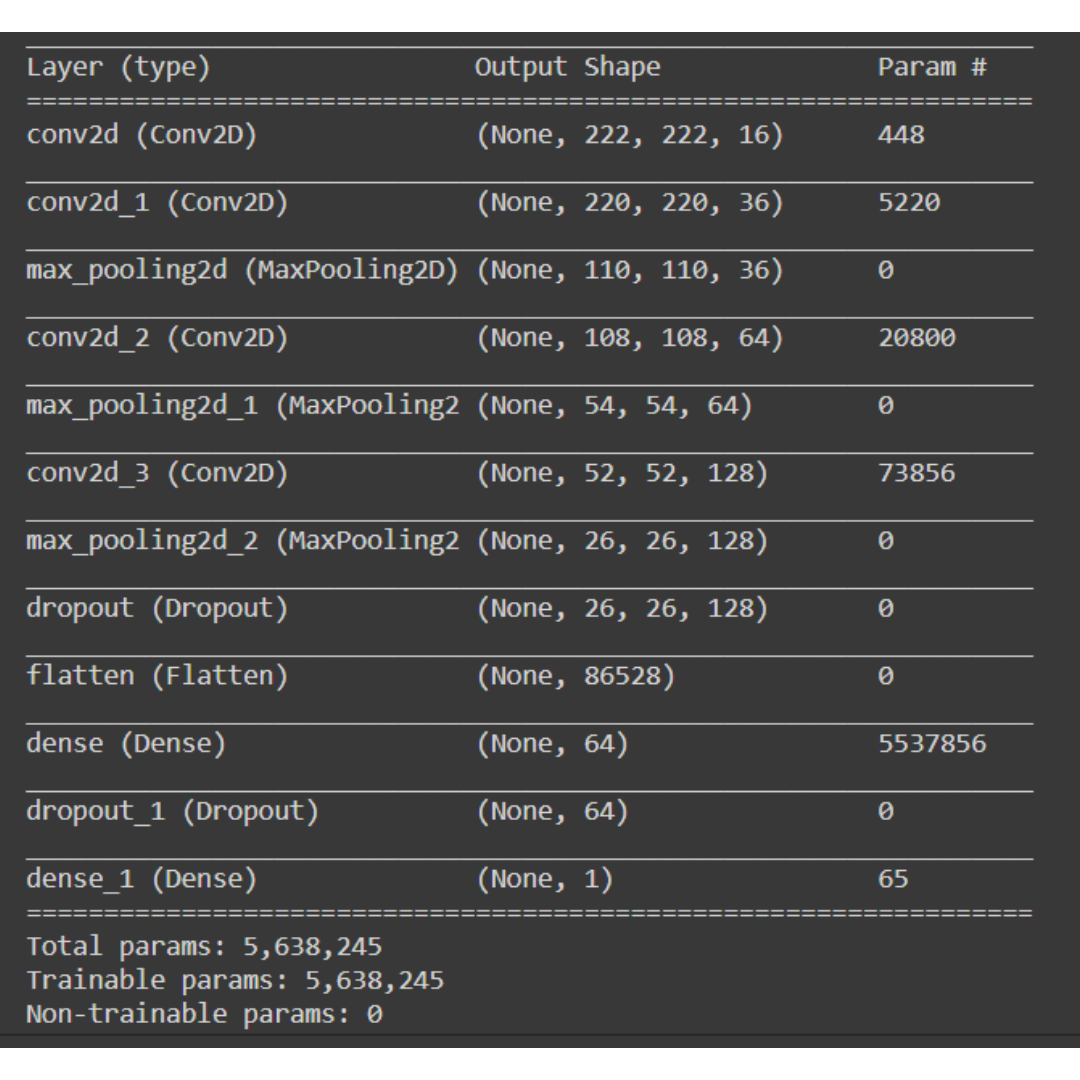 Layer (type) Output Shape Param #
=================================================================
conv2d (Conv2D) (None, 222, 222, 16) 448
conv2d_1 (Conv2D) (None, 220, 220, 36) 5220
max_pooling2d (MaxPooling2D) (None, 110, 110, 36) 0
conv2d_2 (Conv2D) (None, 108, 108, 64) 20800
max_pooling2d_1 (MaxPooling2 (None, 54, 54, 64) 0
conv2d_3 (Conv2D) (None, 52, 52, 128) 73856
max_pooling2d_2 (MaxPooling2 (None, 26, 26, 128) 0
dropout (Dropout) (None, 26, 26, 128) 0
flatten (Flatten) (None, 86528) 0
dense (Dense) (None, 64) 5537856
dropout_1 (Dropout) (None, 64) 0
dense_1 (Dense) (None, 1) 65
=================================================================
Total params: 5,638,245
Trainable params: 5,638,245
Non-trainable params: 0